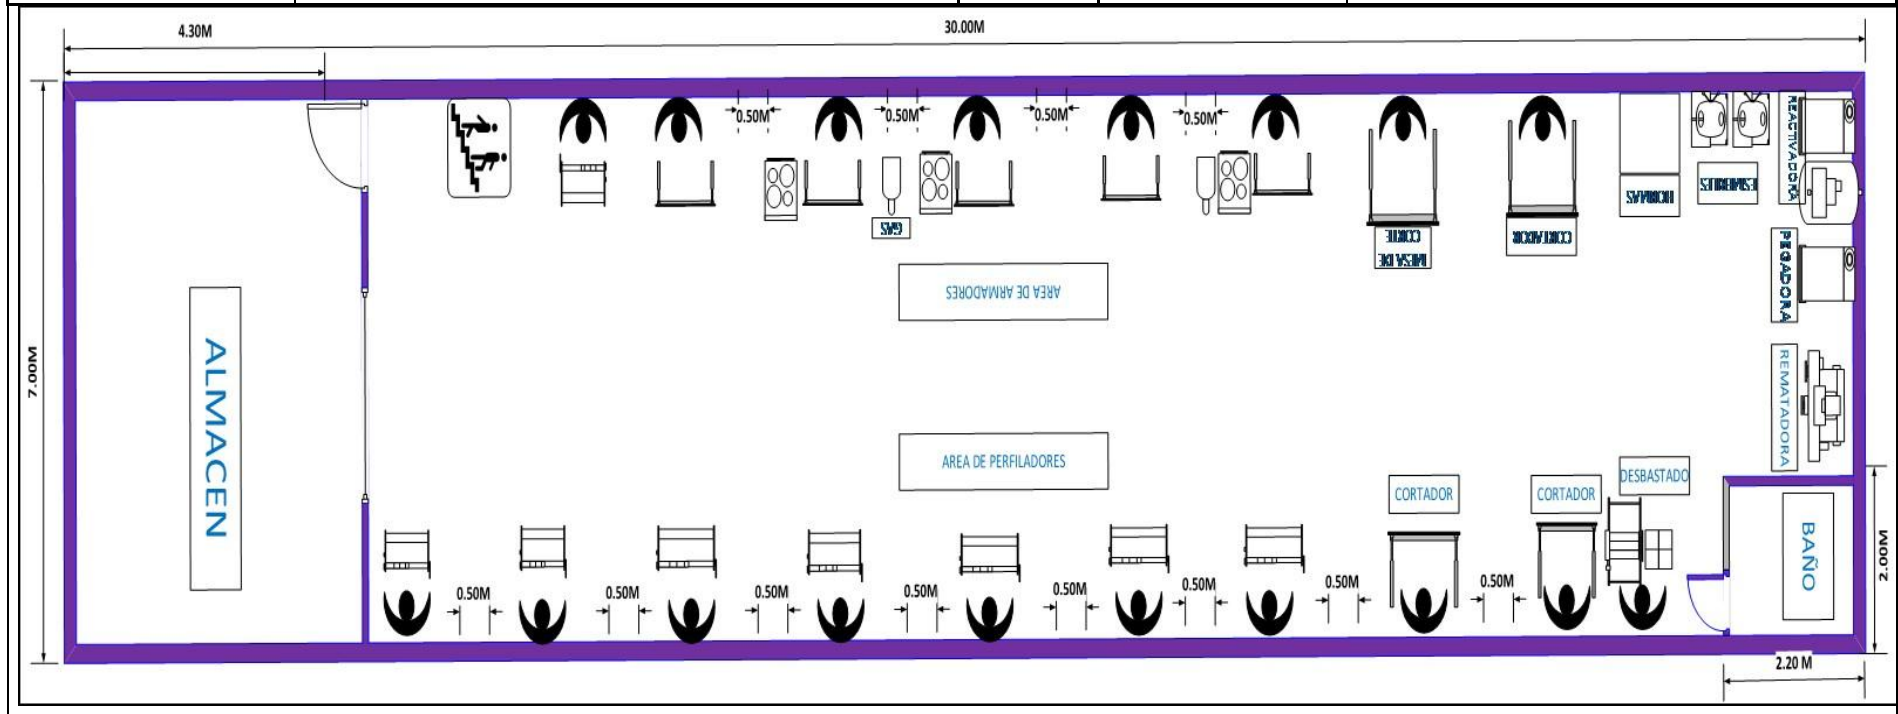 4.30M
30.00M
7.00M
0.50M
0.50M
0.50M
0.50M
REACTIVADORA
GAS
MESA DE
CORTE
CORTADOR
HORMAS
ESMERILES
PEGADORA
AREA DE ARMADORES
ALMACEN
REMATADORA
AREA DE PERFILADORES
CORTADOR
CORTADOR
DESBASTADO
BAÑO
2.00M
0.50M
0.50M
0.50M
0.50M
0.50M
0.50M
0.50M
0.50M
2.20 M